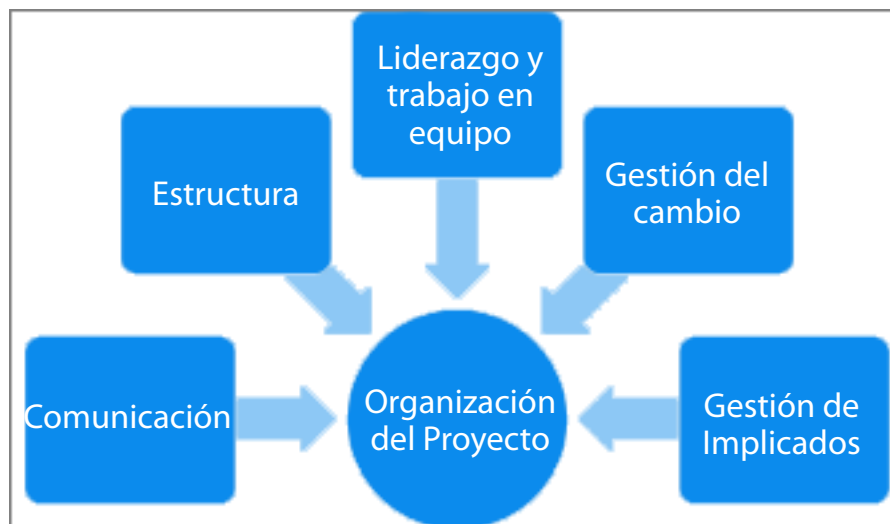 Liderazgo y
trabajo en
equipo
Estructura
Gestión del
cambio
Comunicación
Organización
del Proyecto
Gestión de
Implicados